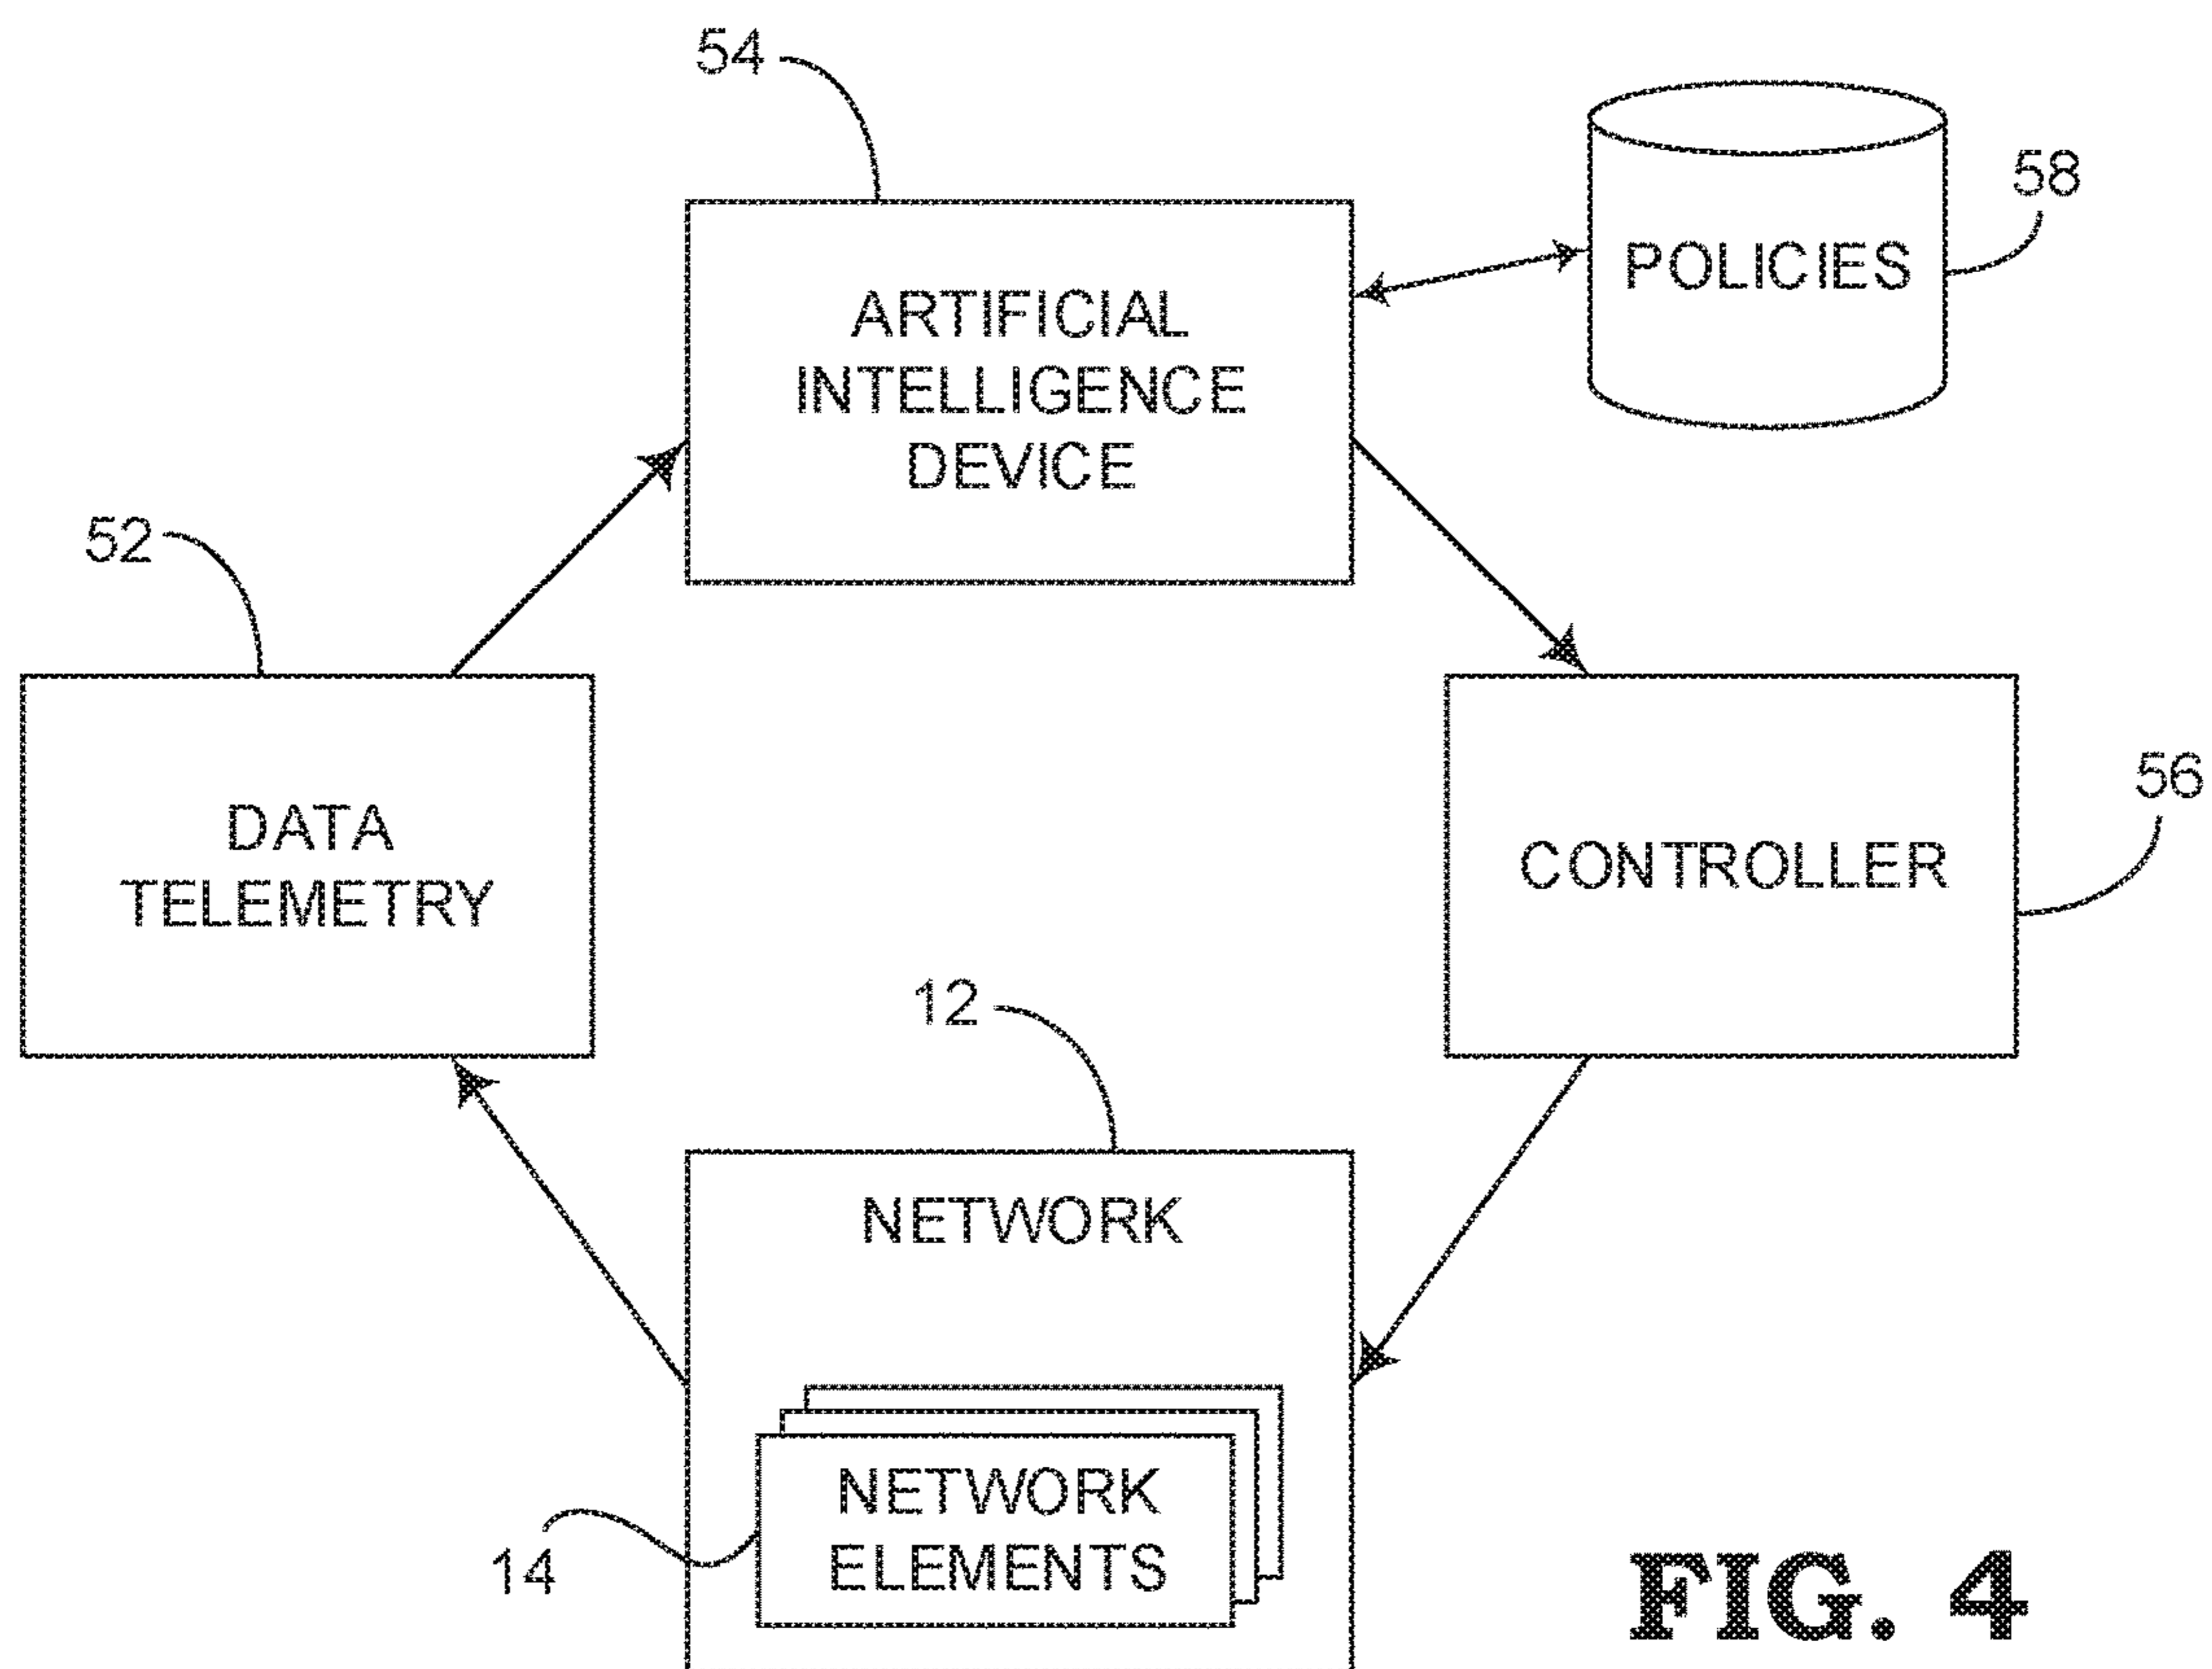 54
58
POLICIES
ARTIFICIAL
INTELLIGENCE
DEVICE
52
DATA
TELEMETRY
56
CONTROLLER
12
NETWORK
NETWORK
ELEMENTS
14
FIG. 4